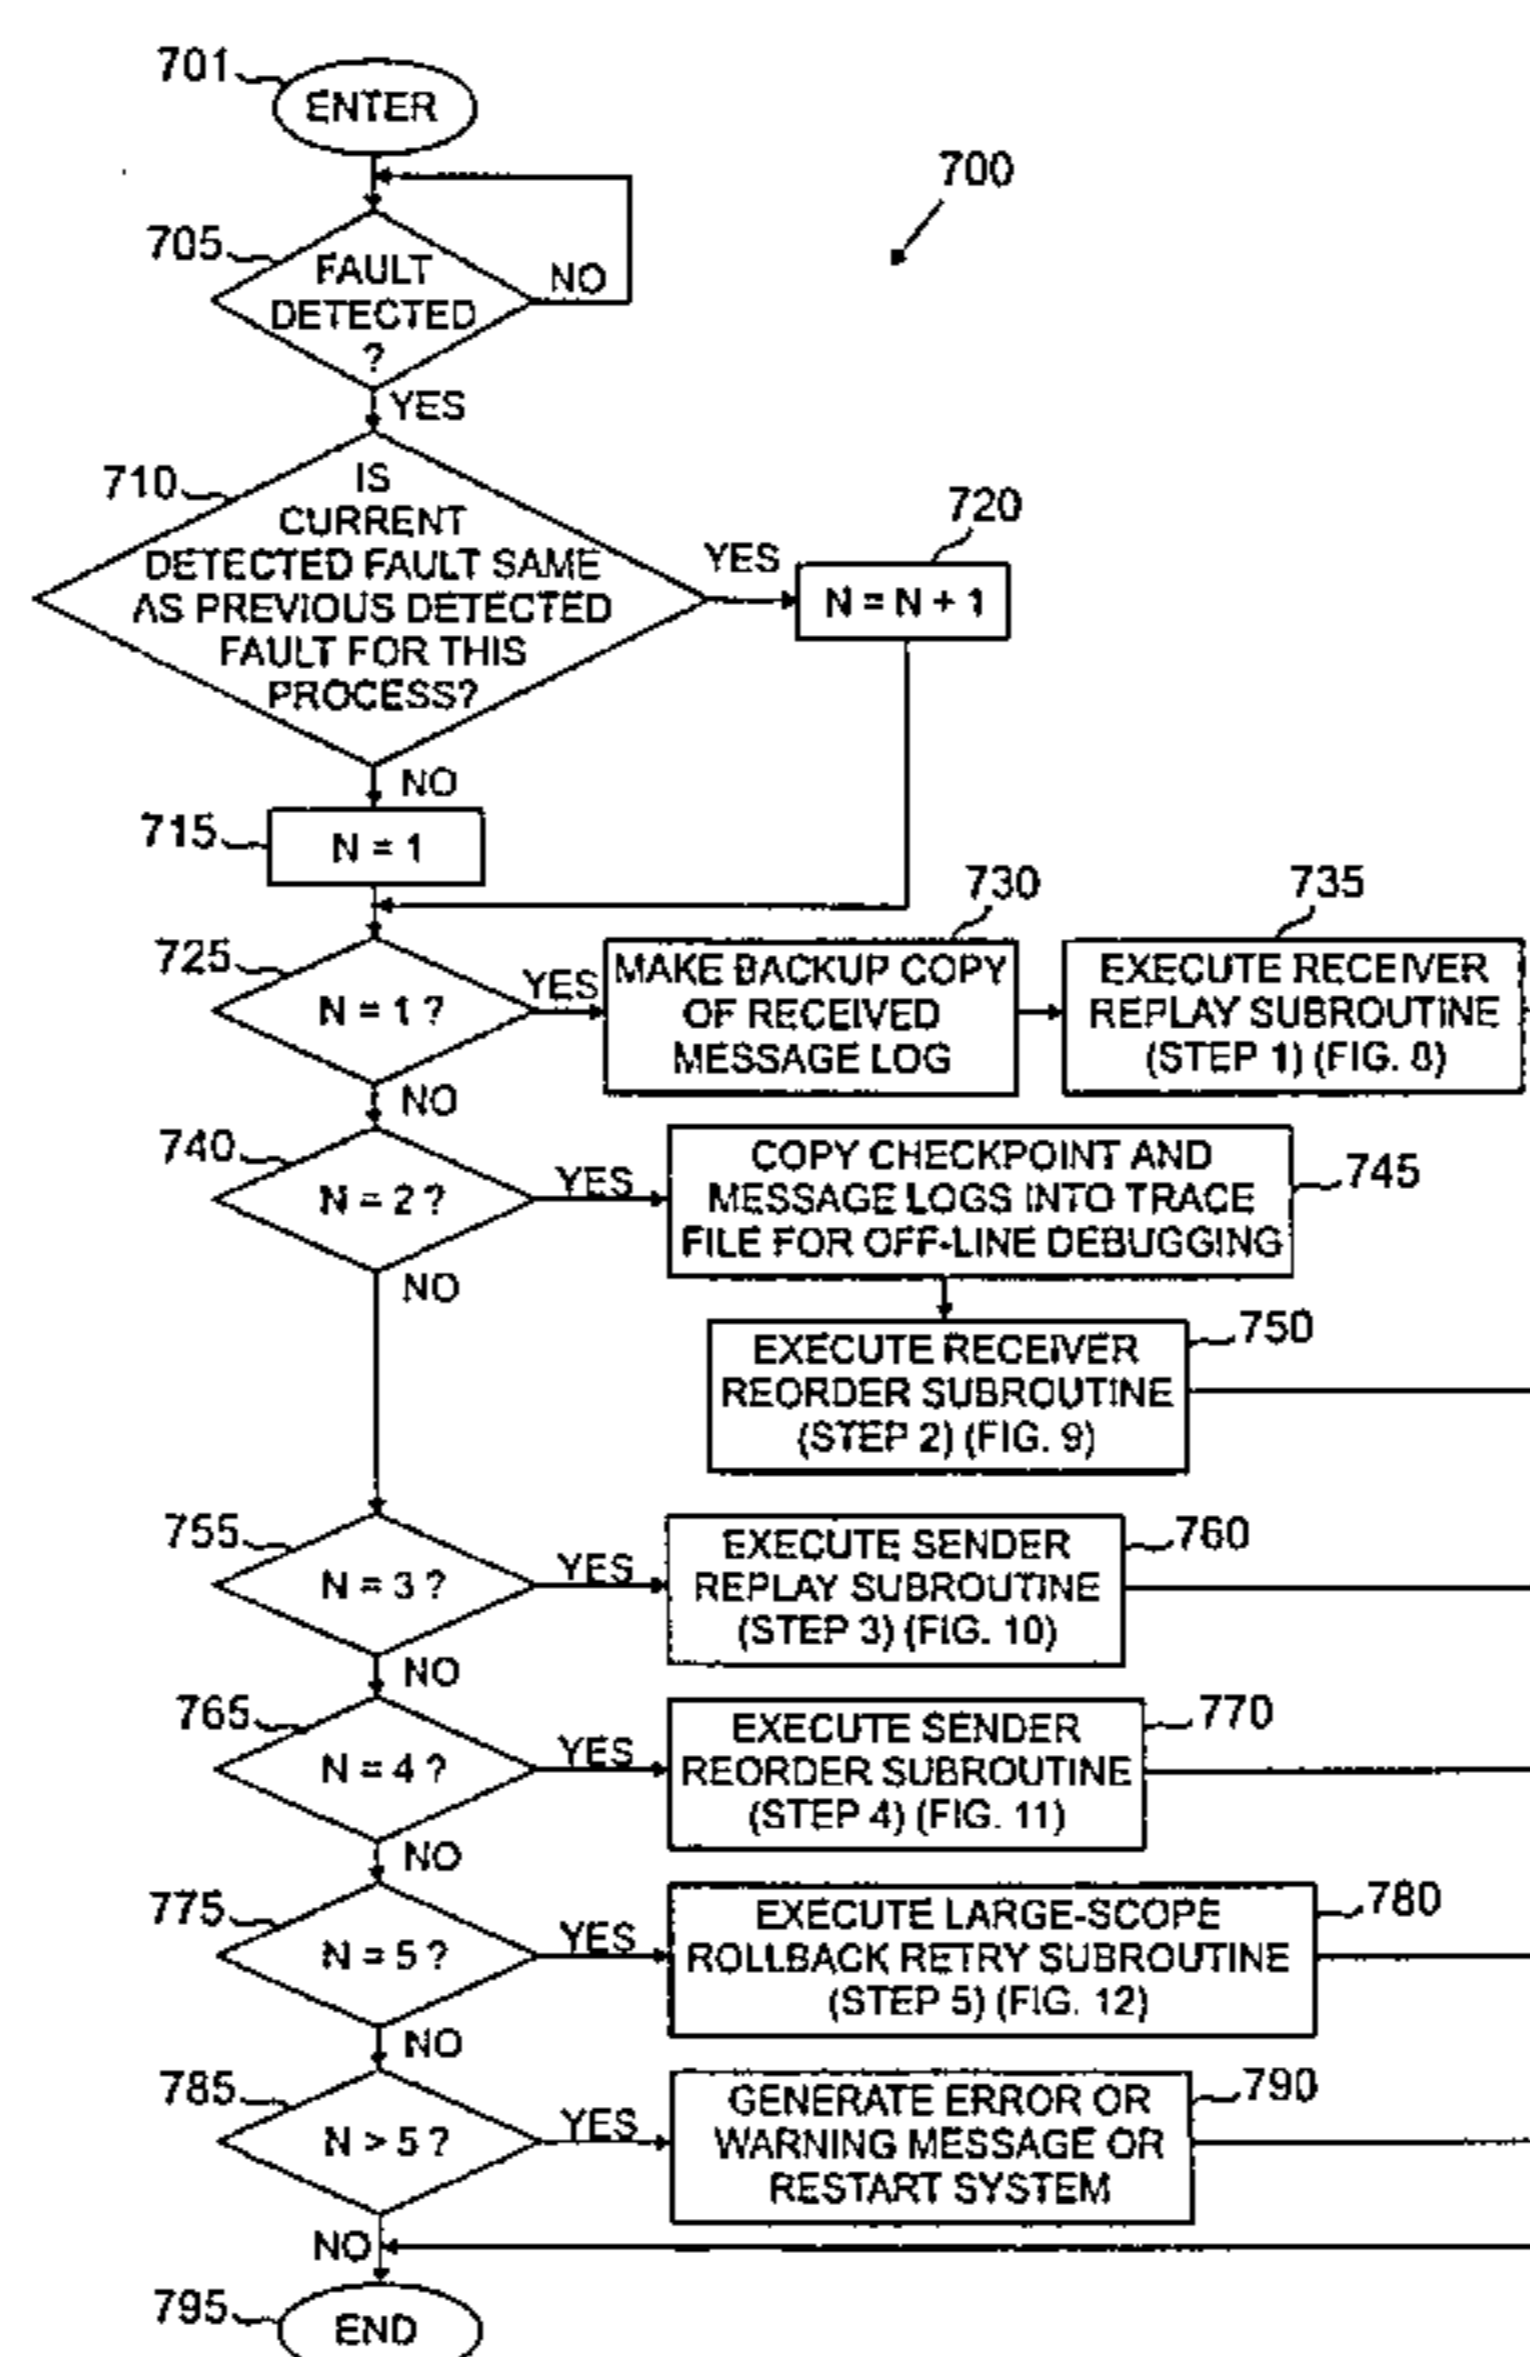 701
ENTER
700
705
FAULT
DETECTED
?
NO
YES
710
IS
CURRENT
DETECTED FAULT SAME
AS PREVIOUS DETECTED
FAULT FOR THIS
PROCESS?
YES
720
N = N + 1
NO
715
N = 1
725
N = 1 ?
YES
730
MAKE BACKUP COPY
OF RECEIVED
MESSAGE LOG
735
EXECUTE RECEIVER
REPLAY SUBROUTINE
(STEP 1) (FIG. 8)
NO
740
N = 2 ?
YES
COPY CHECKPOINT AND
MESSAGE LOGS INTO TRACE
FILE FOR OFF-LINE DEBUGGING
745
NO
EXECUTE RECEIVER
REORDER SUBROUTINE
(STEP 2) (FIG. 9)
750
755
N = 3 ?
YES
EXECUTE SENDER
REPLAY SUBROUTINE
(STEP 3) (FIG. 10)
760
NO
765
N = 4 ?
YES
EXECUTE SENDER
REORDER SUBROUTINE
(STEP 4) (FIG. 11)
770
NO
775
N = 5 ?
YES
EXECUTE LARGE-SCOPE
ROLLBACK RETRY SUBROUTINE
(STEP 5) (FIG. 12)
780
NO
785
N > 5 ?
YES
GENERATE ERROR OR
WARNING MESSAGE OR
RESTART SYSTEM
790
NO
795
END